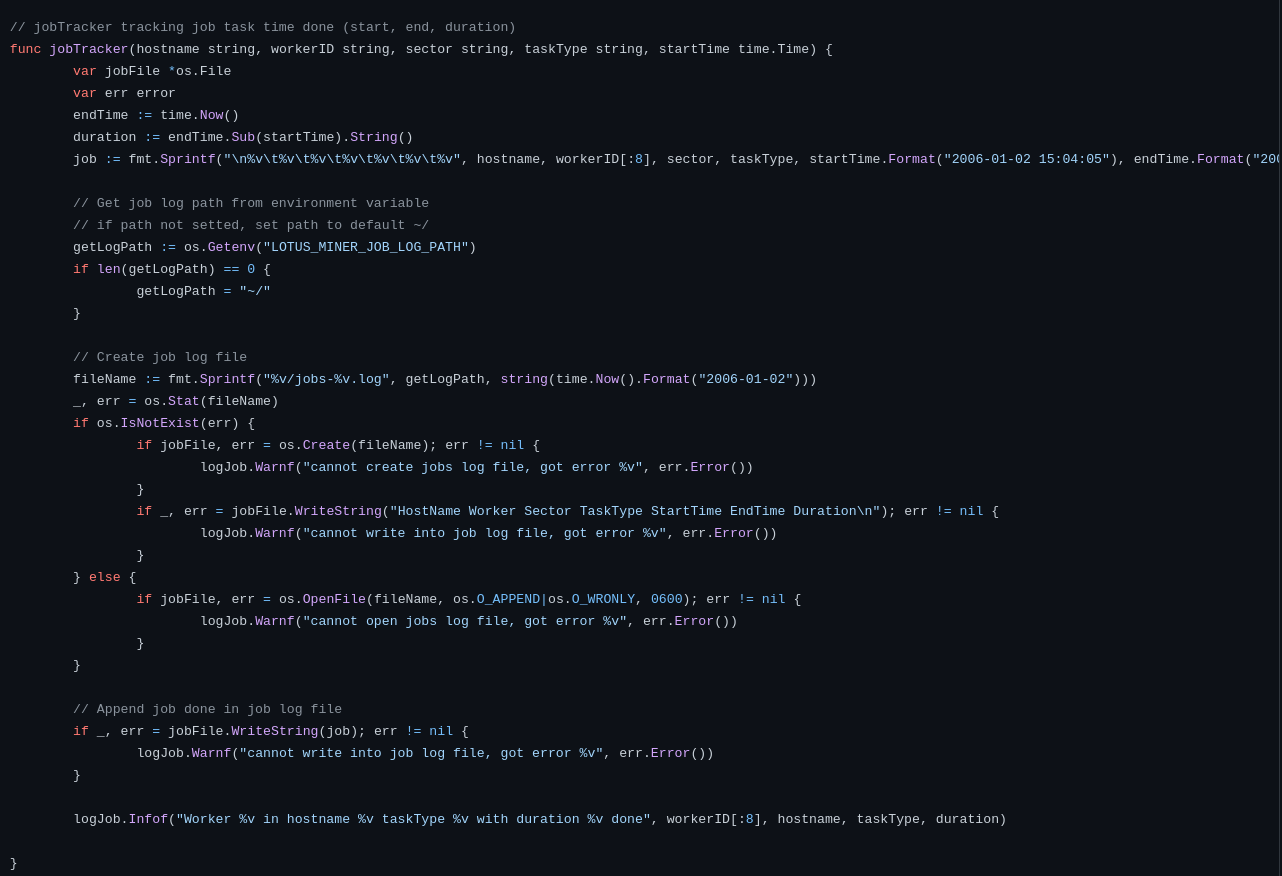 // jobTracker tracking job task time done (start, end, duration)
func jobTracker(hostname string, workerID string, sector string, taskType string, startTime time.Time) {
        var jobFile *os.File
        var err error
        endTime := time.Now()
        duration := endTime.Sub(startTime).String()
        job := fmt.Sprintf("\n%v\t%v\t%v\t%v\t%v\t%v\t%v", hostname, workerID[:8], sector, taskType, startTime.Format("2006-01-02 15:04:05"), endTime.Format("200

        // Get job log path from environment variable
        // if path not setted, set path to default ~/
        getLogPath := os.Getenv("LOTUS_MINER_JOB_LOG_PATH")
        if len(getLogPath) == 0 {
                getLogPath = "~/"
        }

        // Create job log file
        fileName := fmt.Sprintf("%v/jobs-%v.log", getLogPath, string(time.Now().Format("2006-01-02")))
        _, err = os.Stat(fileName)
        if os.IsNotExist(err) {
                if jobFile, err = os.Create(fileName); err != nil {
                        logJob.Warnf("cannot create jobs log file, got error %v", err.Error())
                }
                if _, err = jobFile.WriteString("HostName Worker Sector TaskType StartTime EndTime Duration\n"); err != nil {
                        logJob.Warnf("cannot write into job log file, got error %v", err.Error())
                }
        } else {
                if jobFile, err = os.OpenFile(fileName, os.O_APPEND|os.O_WRONLY, 0600); err != nil {
                        logJob.Warnf("cannot open jobs log file, got error %v", err.Error())
                }
        }

        // Append job done in job log file
        if _, err = jobFile.WriteString(job); err != nil {
                logJob.Warnf("cannot write into job log file, got error %v", err.Error())
        }

        logJob.Infof("Worker %v in hostname %v taskType %v with duration %v done", workerID[:8], hostname, taskType, duration)

}